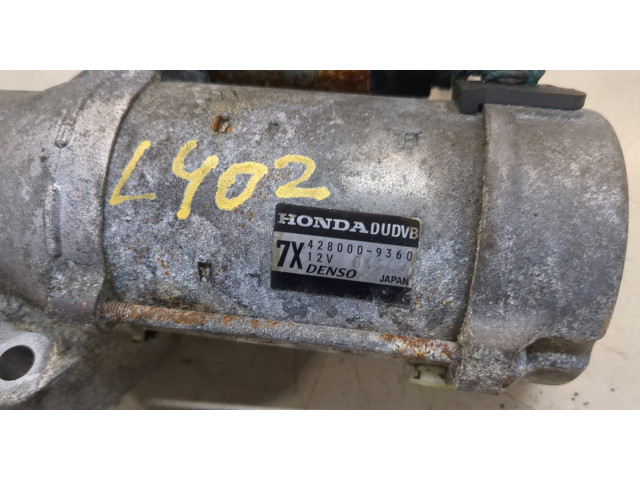 L402
HONDA DUDVB
7X 428000-9360
12V
DENSO JAPAN